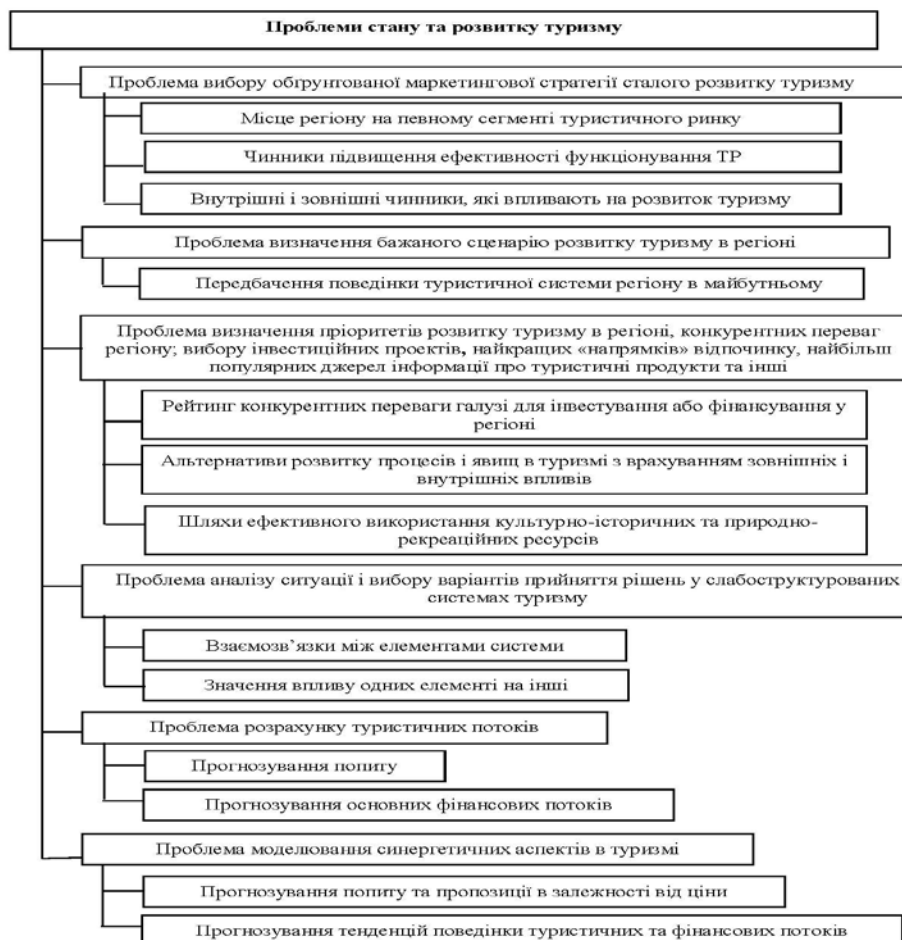 Проблеми стану та розвитку туризму
Проблема вибору обґрунтованої маркетингової стратегії сталого розвитку туризму
Місце регіону на певному сегменті туристичного ринку
Чинники підвищення ефективності функціонування ТР
Внутрішні і зовнішні чинники, які впливають на розвиток туризму
Проблема визначення бажаного сценарію розвитку туризму в регіоні
Передбачення поведінки туристичної системи регіону в майбутньому
Проблема визначення пріоритетів розвитку туризму в регіоні, конкурентних переваг
регіону; вибору інвестиційних проектів, найкращих «напрямків» відпочинку, найбільш
популярних джерел інформації про туристичні продукти та інші
Рейтинг конкурентних переваги галузі для інвестування або фінансування у
регіоні
Альтернативи розвитку процесів і явищ в туризмі з врахуванням зовнішніх і
внутрішніх впливів
Шляхи ефективного використання культурно-історичних та природно-
рекреаційних ресурсів
Проблема аналізу ситуації і вибору варіантів прийняття рішень у слабоструктурованих
системах туризму
Взаємозв’язки між елементами системи
Значення впливу одних елементі на інші
Проблема розрахунку туристичних потоків
Прогнозування попиту
Прогнозування основних фінансових потоків
Проблема моделювання синергетичних аспектів в туризмі
Прогнозування попиту та пропозиції в залежності від ціни
Прогнозування тенденцій поведінки туристичних та фінансових потоків